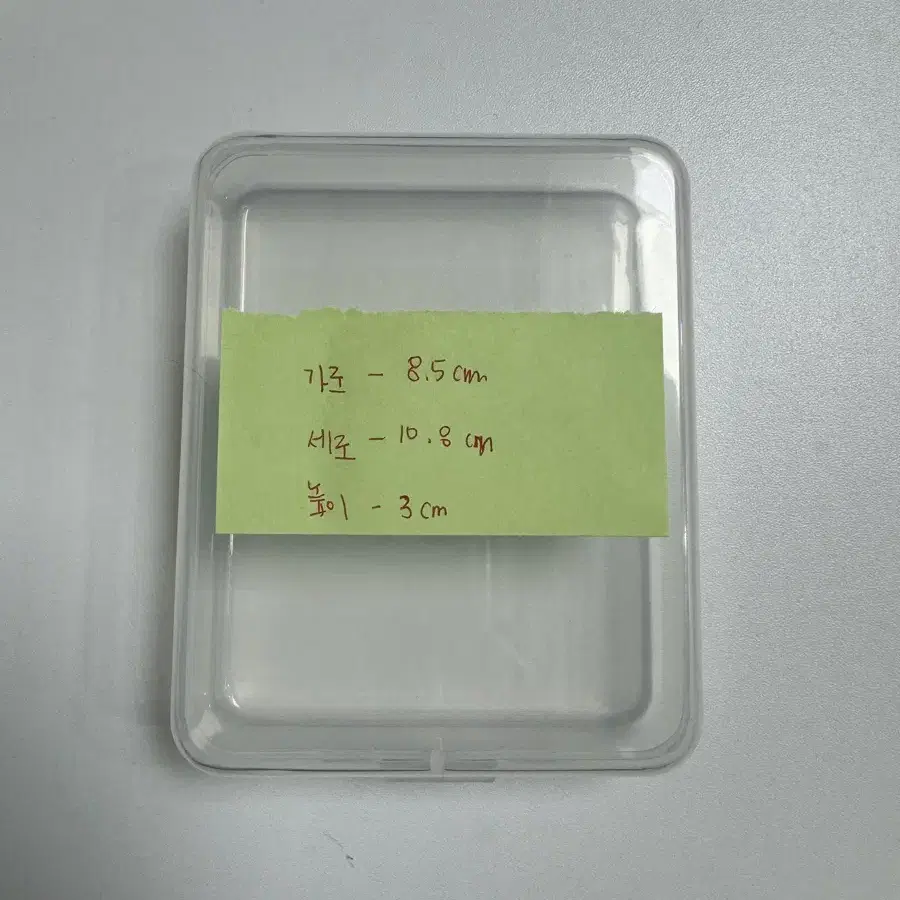 가로 - 8.5cm
세로 - 10.8cm
높이 - 3cm